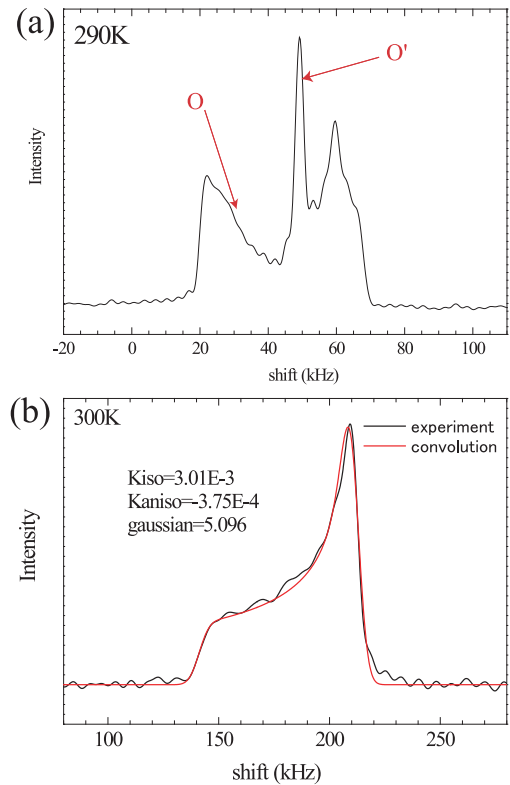 (a)
290K
O
O'
Intensity
-20 0 20 40 60 80 100
shift (kHz)
(b)
300K
experiment
convolution
Kiso=3.01E-3
Kaniso=-3.75E-4
gaussian=5.096
Intensity
100 150 200 250
shift (kHz)